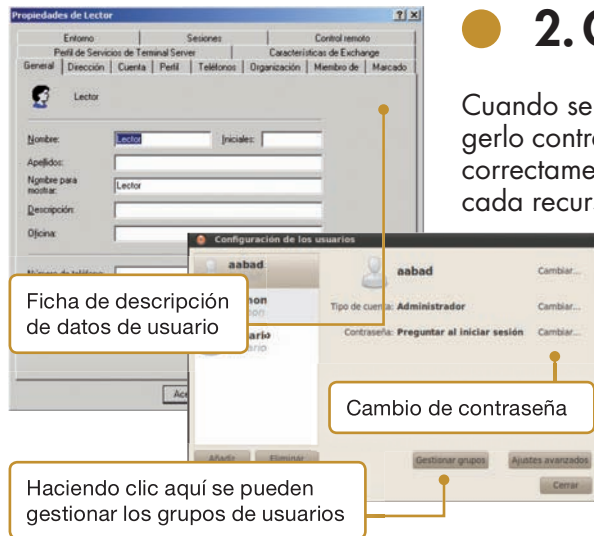 Propiedades de Lector
Entorno Sesiones Control remoto
Perfil de Servicios de Terminal Server Características de Exchange
General Dirección Cuenta Perfil Teléfonos Organización Miembro de Marcado
Lector
Nombre: Lector Iniciales:
Apellidos:
Nombre para
mostrar: Lector
Descripción:
Oficina:
2.
Cuando se
gerlo contr
correctame
cada recur
Configuración de los usuarios
aabad
aabad Cambiar...
Tipo de cuenta: Administrador Cambiar...
Contraseña: Preguntar al iniciar sesión Cambiar...
Ficha de descripción
de datos de usuario
Cambio de contraseña
Añadir Eliminar Gestionar grupos Ajustes avanzados
Cerrar
Haciendo clic aquí se pueden
gestionar los grupos de usuarios